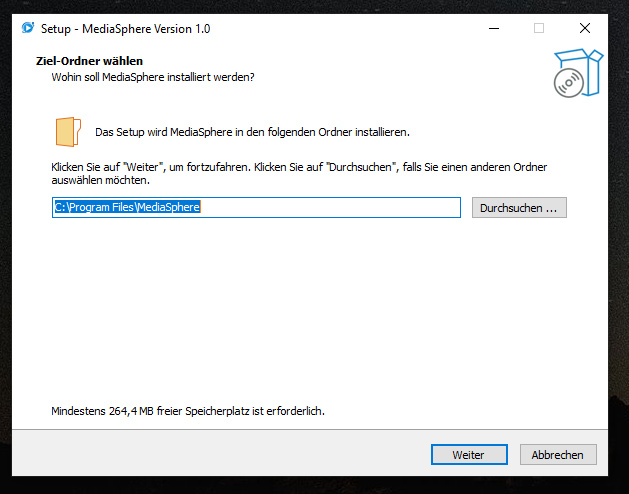 Setup - MediaSphere Version 1.0
Ziel-Ordner wählen
Wohin soll MediaSphere installiert werden?
Das Setup wird MediaSphere in den folgenden Ordner installieren.
Klicken Sie auf "Weiter", um fortzufahren. Klicken Sie auf "Durchsuchen", falls Sie einen anderen Ordner
auswählen möchten.
C:\Program Files\MediaSphere
Durchsuchen ...
Mindestens 264,4 MB freier Speicherplatz ist erforderlich.
Weiter
Abbrechen